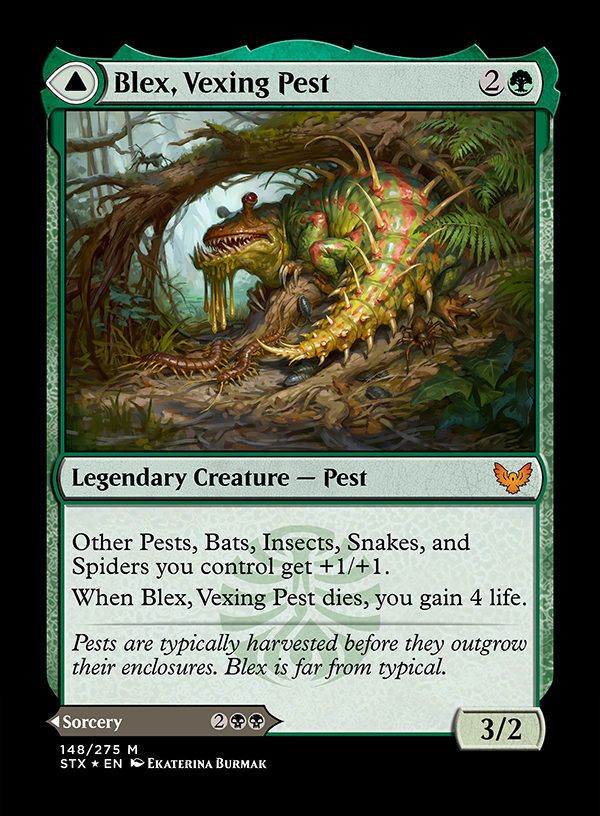 Blex, Vexing Pest 2
Legendary Creature — Pest
Other Pests, Bats, Insects, Snakes, and
Spiders you control get +1/+1.
When Blex, Vexing Pest dies, you gain 4 life.
Pests are typically harvested before they outgrow
their enclosures. Blex is far from typical.
Sorcery 2
3/2
148/275 M
STX ★ EN Ekaterina Burmak